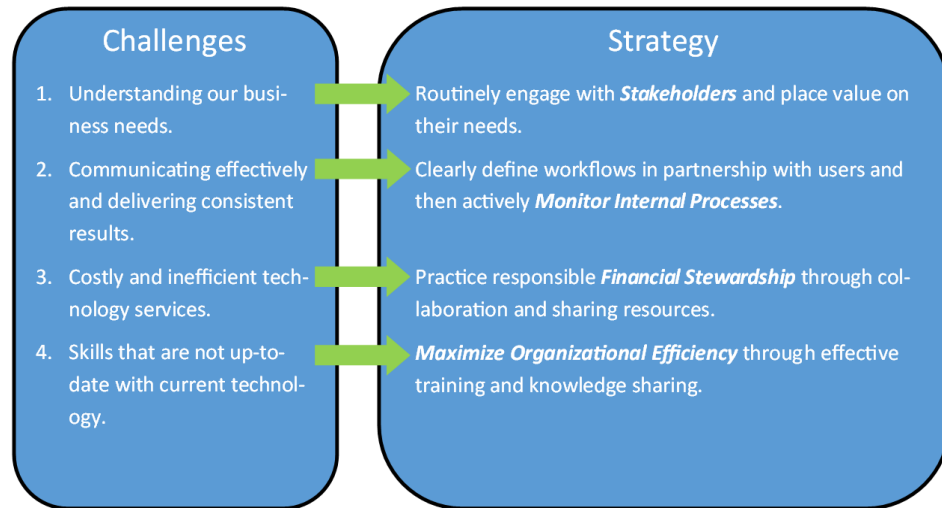 Challenges
1. Understanding our busi-
ness needs.
2. Communicating effectively
and delivering consistent
results.
3. Costly and inefficient tech-
nology services.
4. Skills that are not up-to-
date with current technol-
ogy.
Strategy
Routinely engage with Stakeholders and place value on
their needs.
Clearly define workflows in partnership with users and
then actively Monitor Internal Processes.
Practice responsible Financial Stewardship through col-
laboration and sharing resources.
Maximize Organizational Efficiency through effective
training and knowledge sharing.